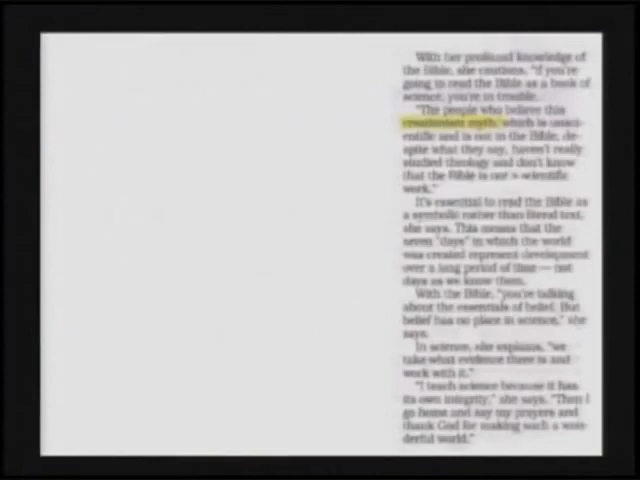 With her profound knowledge of
the Bible, she cautions, "if you're
going to read the Bible as a book of
science, you're in trouble.
"The people who believe this
creationism myth, which is unsci-
entific and is not in the Bible, de-
spite what they say, haven't really
studied theology and don't know
that the Bible is not a scientific
work."
It's essential to read the Bible as
a symbolic rather than literal text,
she says. This means that the
seven "days" in which the world
was created represent development
over a long period of time — not
days as we know them.
With the Bible, "you're talking
about the essentials of belief. But
belief has no place in science," she
says.
In science, she explains, "we
take what evidence there is and
work with it."
"I teach science because it has
its own integrity," she says. "Then I
go home and say my prayers and
thank God for making such a won-
derful world."